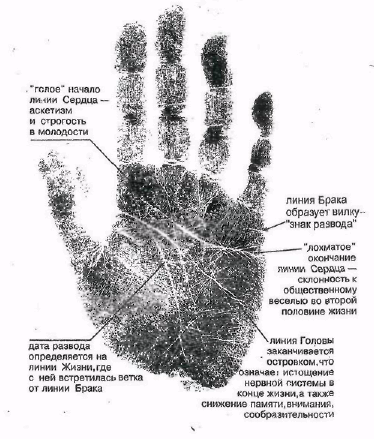 "голое" начало
линии Сердца —
аскетизм
и строгость
в молодости
линия Брака
образует вилку-
"знак развода"
"лохматое"
окончание
линии Сердца —
склонность к
общественному
веселью во второй
половине жизни
дата развода
определяется на
линии Жизни, где
с ней встретилась ветка
от линии Брака
линия Головы
заканчивается
островком, что
означает: истощение
нервной системы в
конце жизни, а также
снижение памяти, внимания,
сообразительности